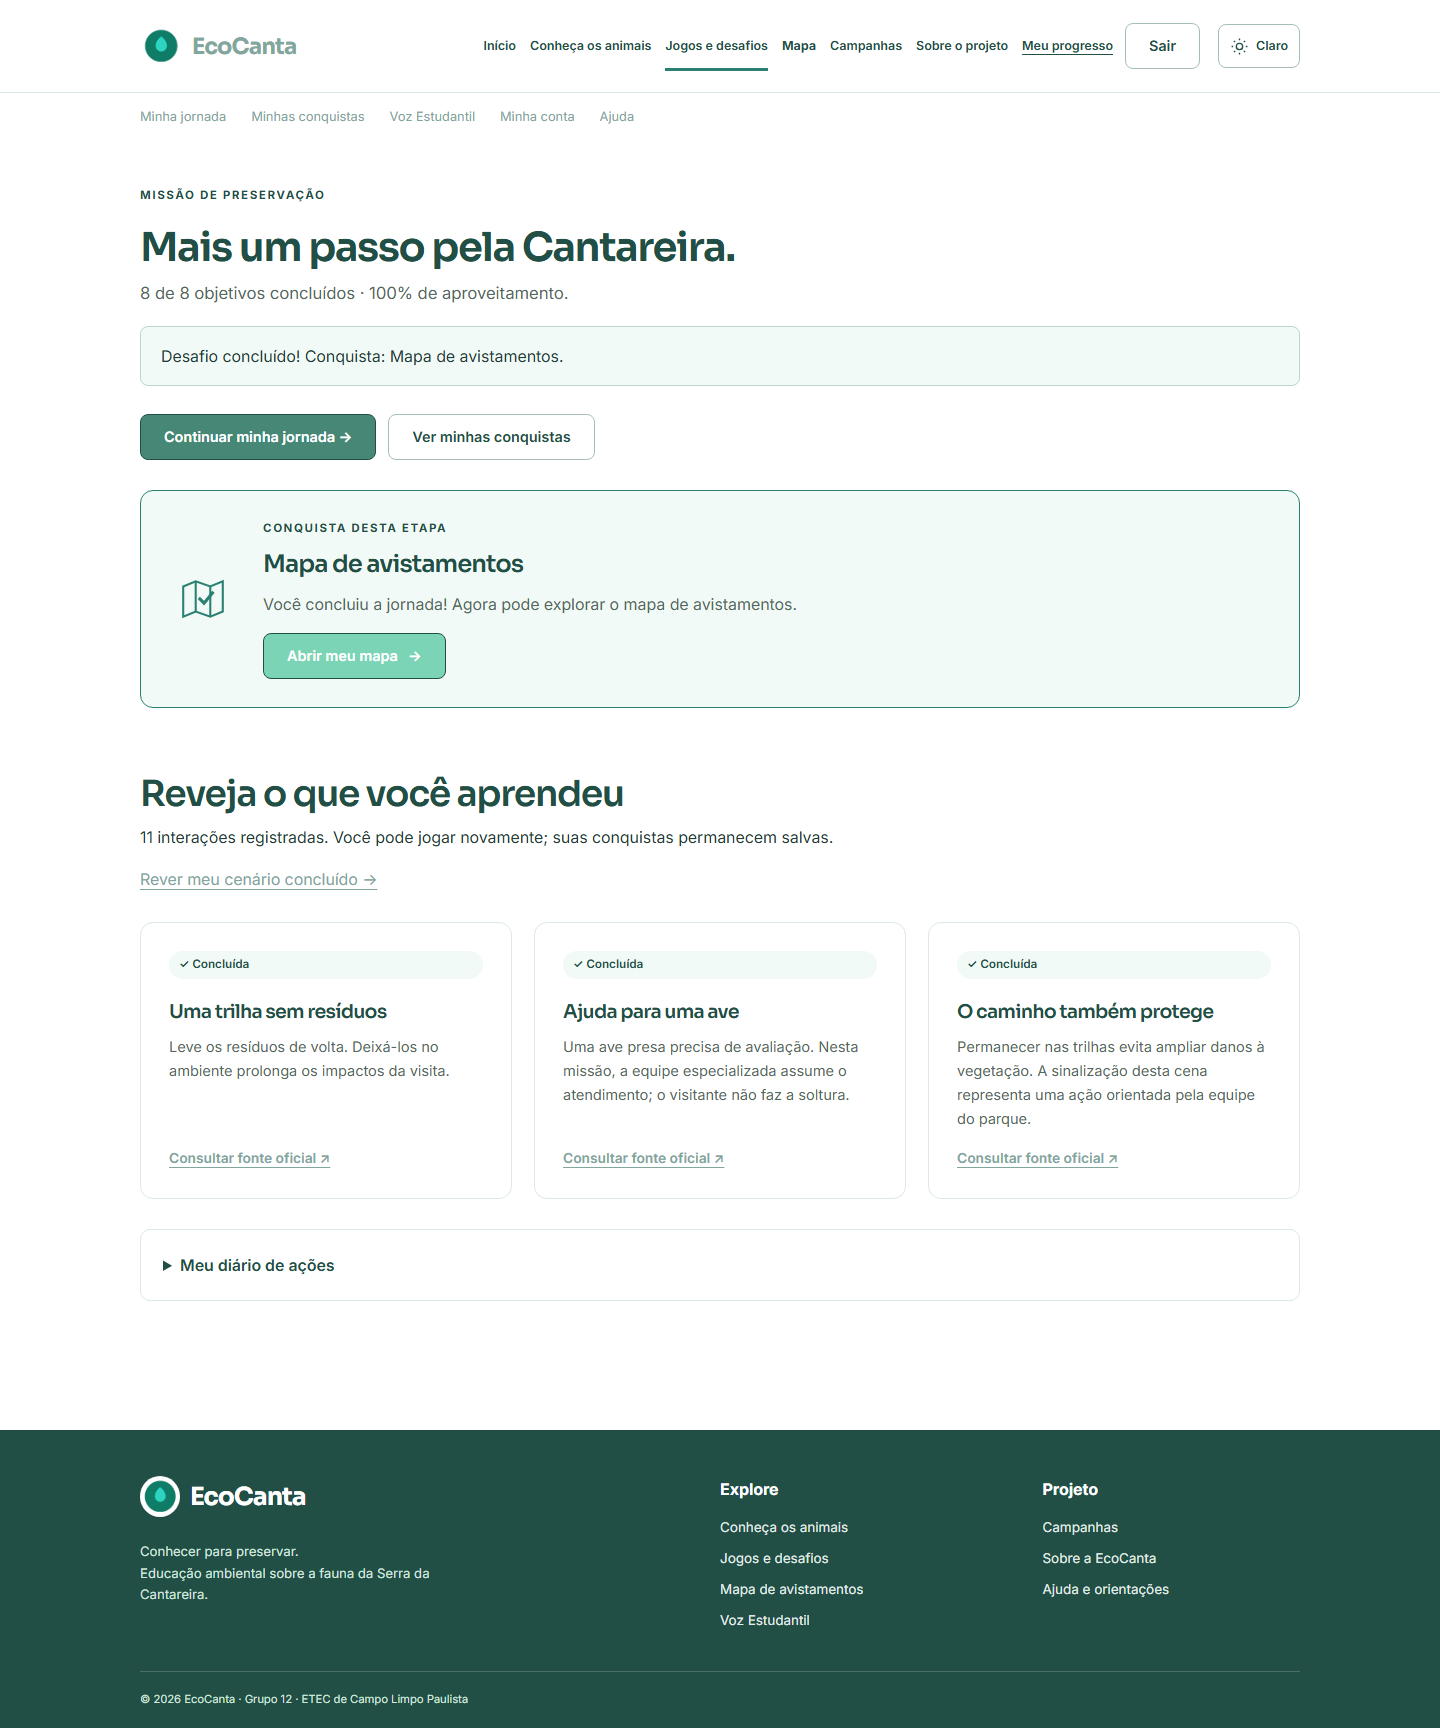 EcoCanta
Início Conheça os animais Jogos e desafios Mapa Campanhas Sobre o projeto Meu progresso Sair Claro
Minha jornada Minhas conquistas Voz Estudantil Minha conta Ajuda
MISSÃO DE PRESERVAÇÃO
Mais um passo pela Cantareira.
8 de 8 objetivos concluídos · 100% de aproveitamento.
Desafio concluído! Conquista: Mapa de avistamentos.
Continuar minha jornada →
Ver minhas conquistas
CONQUISTA DESTA ETAPA
Mapa de avistamentos
Você concluiu a jornada! Agora pode explorar o mapa de avistamentos.
Abrir meu mapa →
Reveja o que você aprendeu
11 interações registradas. Você pode jogar novamente; suas conquistas permanecem salvas.
Rever meu cenário concluído →
✓ Concluída
Uma trilha sem resíduos
Leve os resíduos de volta. Deixá-los no
ambiente prolonga os impactos da visita.
Consultar fonte oficial ↗
✓ Concluída
Ajuda para uma ave
Uma ave presa precisa de avaliação. Nesta
missão, a equipe especializada assume o
atendimento; o visitante não faz a soltura.
Consultar fonte oficial ↗
✓ Concluída
O caminho também protege
Permanecer nas trilhas evita ampliar danos à
vegetação. A sinalização desta cena
representa uma ação orientada pela equipe
do parque.
Consultar fonte oficial ↗
▶ Meu diário de ações
EcoCanta
Conhecer para preservar.
Educação ambiental sobre a fauna da Serra da
Cantareira.
Explore
Conheça os animais
Jogos e desafios
Mapa de avistamentos
Voz Estudantil
Projeto
Campanhas
Sobre a EcoCanta
Ajuda e orientações
© 2026 EcoCanta · Grupo 12 · ETEC de Campo Limpo Paulista